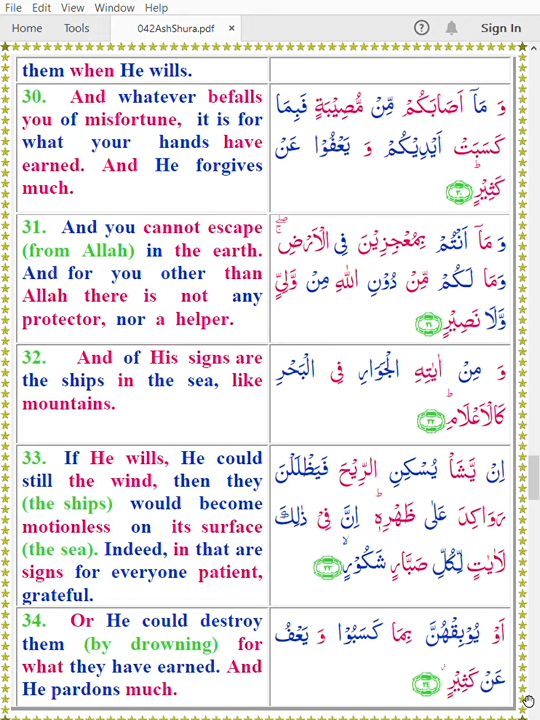 File Edit View Window Help
Home Tools 042AshShura.pdf × ? Sign In
them when He wills.
30. And whatever befalls
you of misfortune, it is for
what your hands have
earned. And He forgives
much.
وَ مَآ اَصَابَكُمْ مِّنْ مُّصِيْبَةٍ فَبِمَا
كَسَبَتْ اَيْدِيْكُمْ وَ يَعْفُوْا عَنْ
كَثِيْرٍؕ ۳۰
31. And you cannot escape
(from Allah) in the earth.
And for you other than
Allah there is not any
protector, nor a helper.
وَ مَآ اَنْتُمْ بِمُعْجِزِيْنَ فِى الْاَرْضِ ۖۚ
وَمَا لَكُمْ مِّنْ دُوْنِ اللّٰهِ مِنْ وَّلِىٍّ
وَّلَا نَصِيْرٍ ۳۱
32. And of His signs are
the ships in the sea, like
mountains.
وَ مِنْ اٰيٰتِهِ الْجَوَارِ فِى الْبَحْرِ
كَالْاَعْلَامِؕ ۳۲
33. If He wills, He could
still the wind, then they
(the ships) would become
motionless on its surface
(the sea). Indeed, in that are
signs for everyone patient,
grateful.
اِنْ يَّشَاْ يُسْكِنِ الرِّيْحَ فَيَظْلَلْنَ
رَوَاكِدَ عَلٰى ظَهْرِهٖؕ اِنَّ فِىْ ذٰلِكَ
لَاٰيٰتٍ لِّكُلِّ صَبَّارٍ شَكُوْرٍۙ ۳۳
34. Or He could destroy
them (by drowning) for
what they have earned. And
He pardons much.
اَوْ يُوْبِقْهُنَّ بِمَا كَسَبُوْا وَ يَعْفُ
عَنْ كَثِيْرٍۙ ۳۴